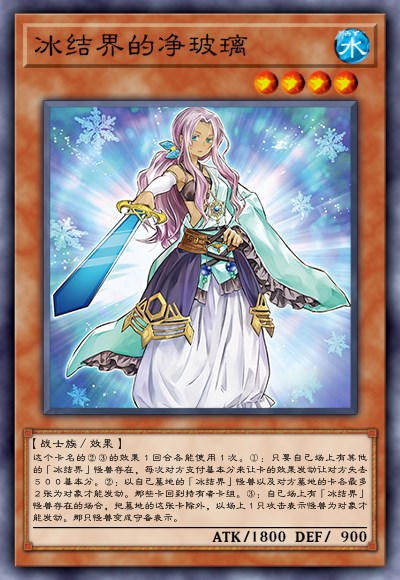 冰结界的净玻璃
みず
水
【战士族／效果】
这个卡名的②③的效果1回合各能使用1次。①：只要自己场上有其他
的「冰结界」怪兽存在，每次对方支付基本分来让卡的效果发动让对方失去
500基本分。②：以自己墓地的「冰结界」怪兽以及对方墓地的卡各最多
2张为对象才能发动。那些卡回到持有者卡组。③：自己场上有「冰结界」
怪兽存在的场合，把墓地的这张卡除外，以场上1只攻击表示怪兽为对象才
能发动。那只怪兽变成守备表示。
ATK/1800 DEF/ 900